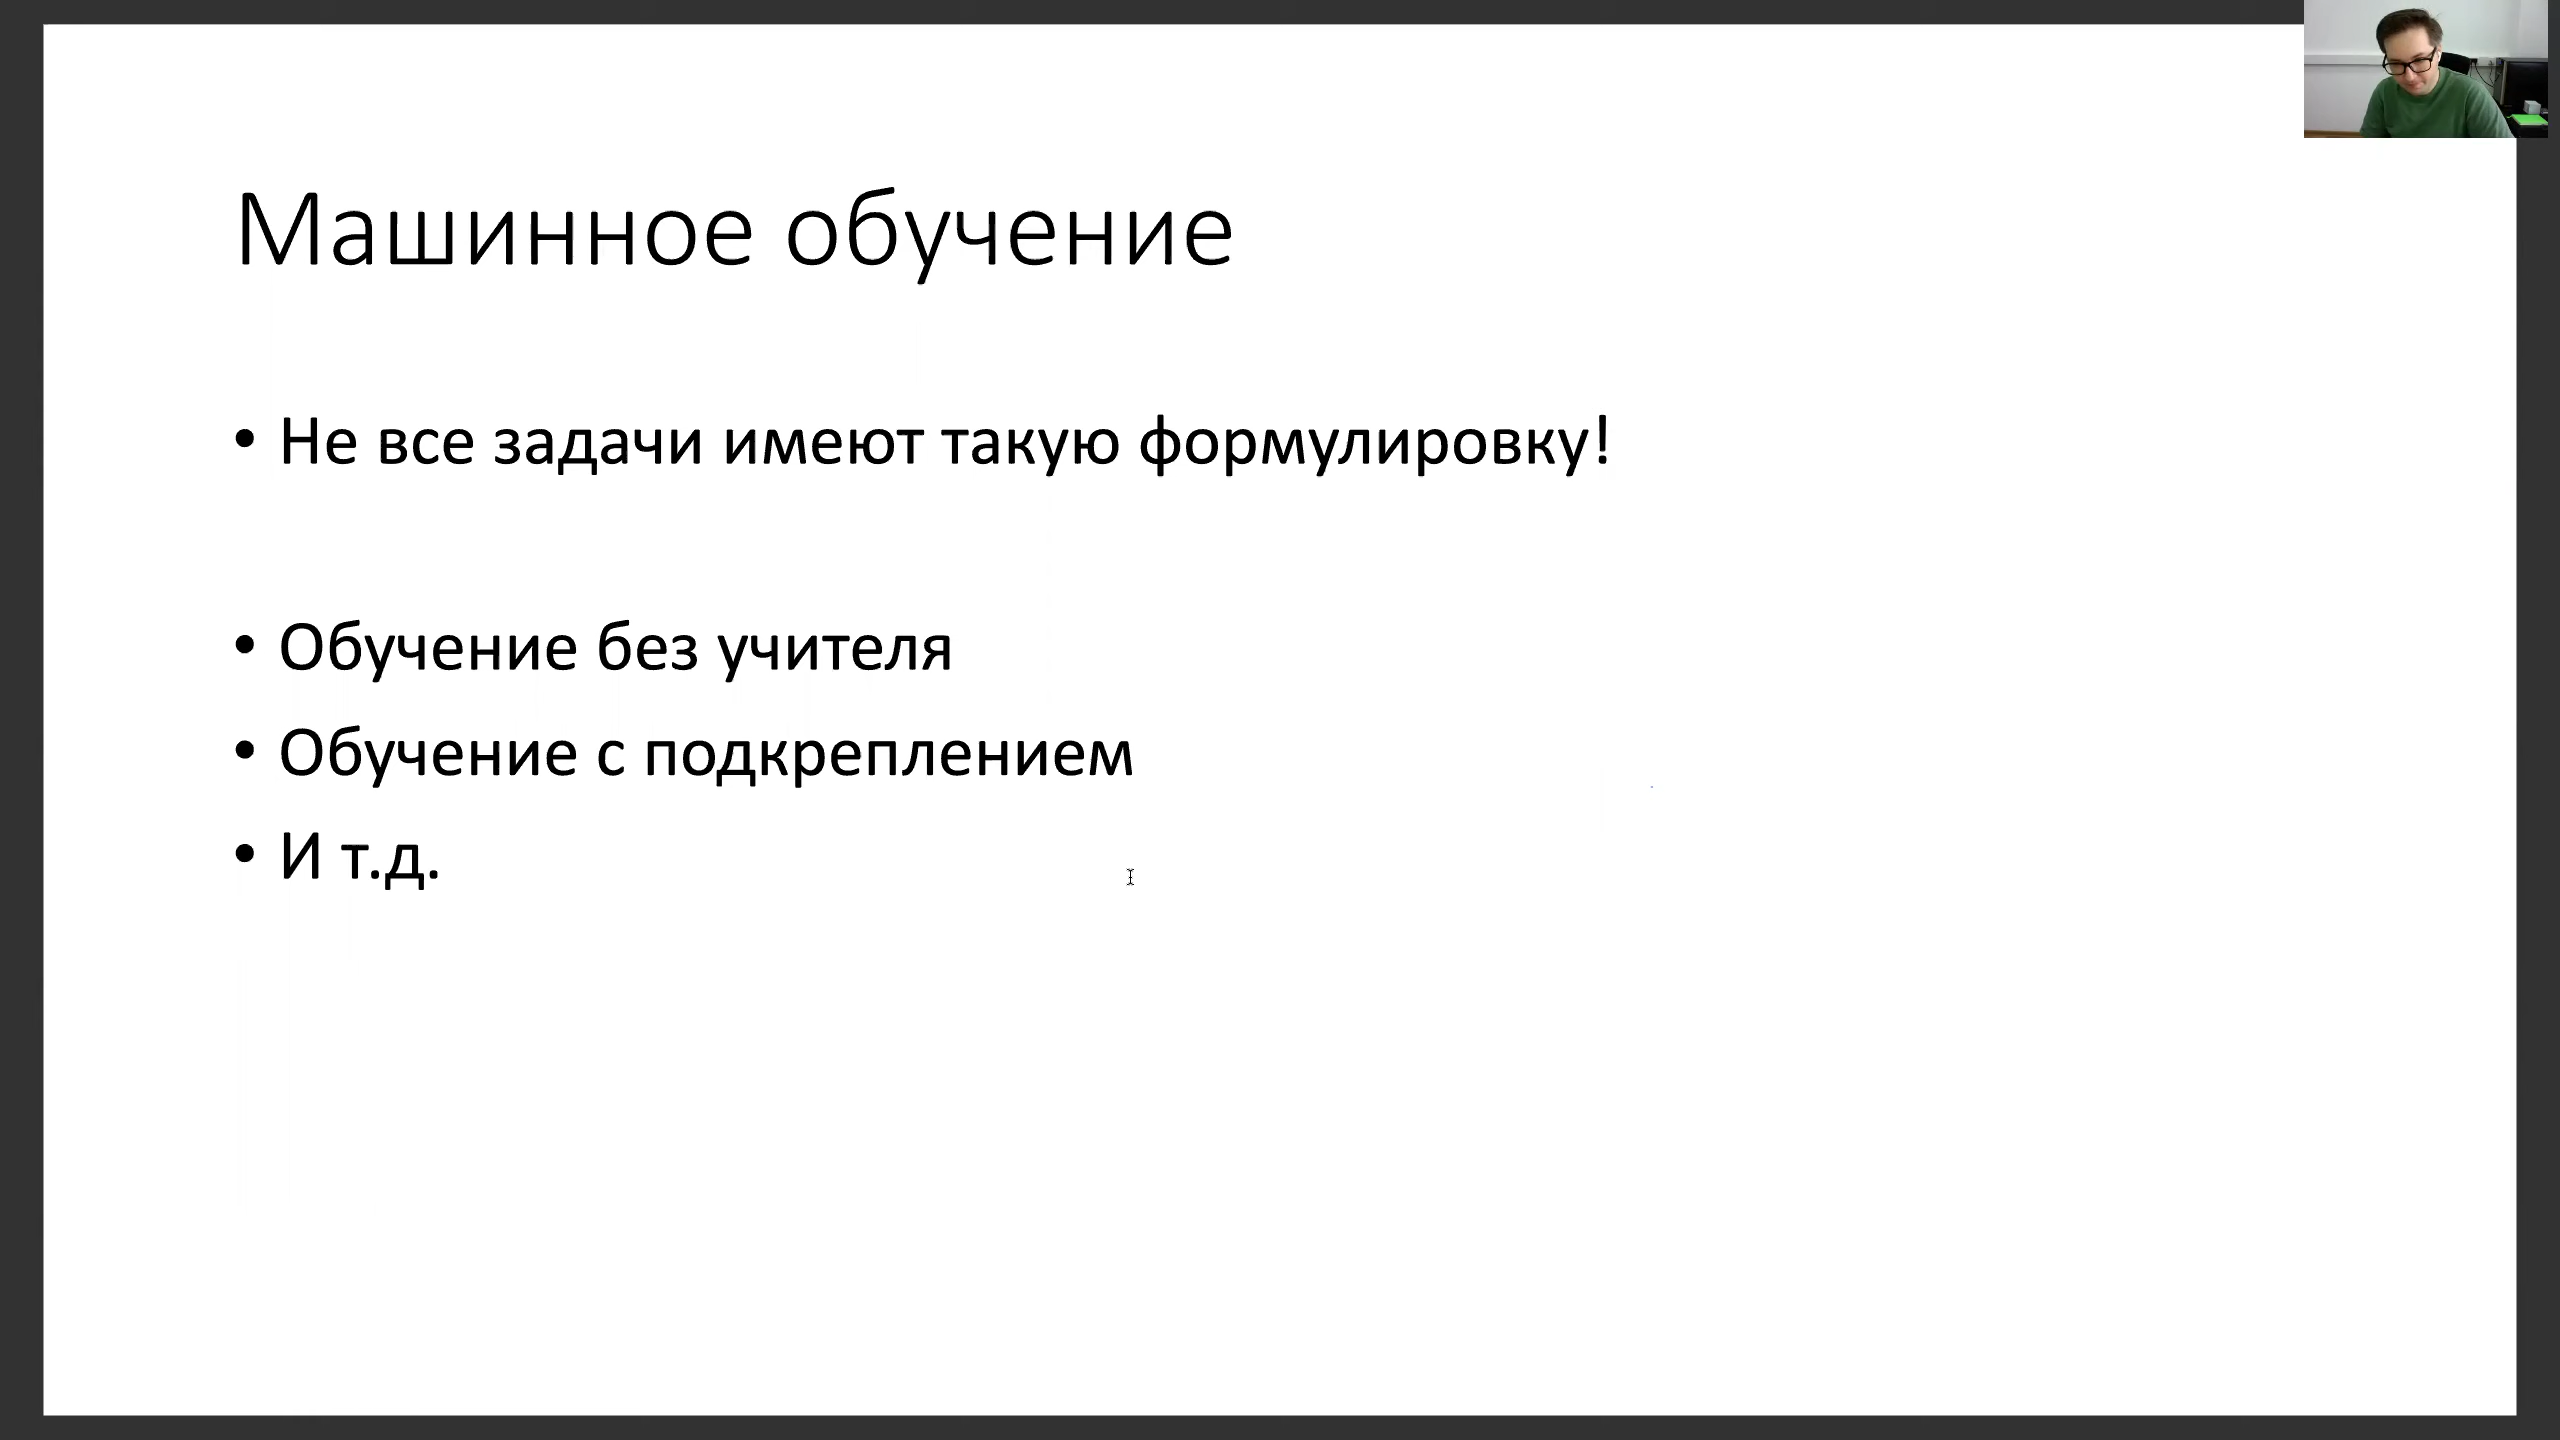 Машинное обучение
• Не все задачи имеют такую формулировку!
• Обучение без учителя
• Обучение с подкреплением
• И т.д.